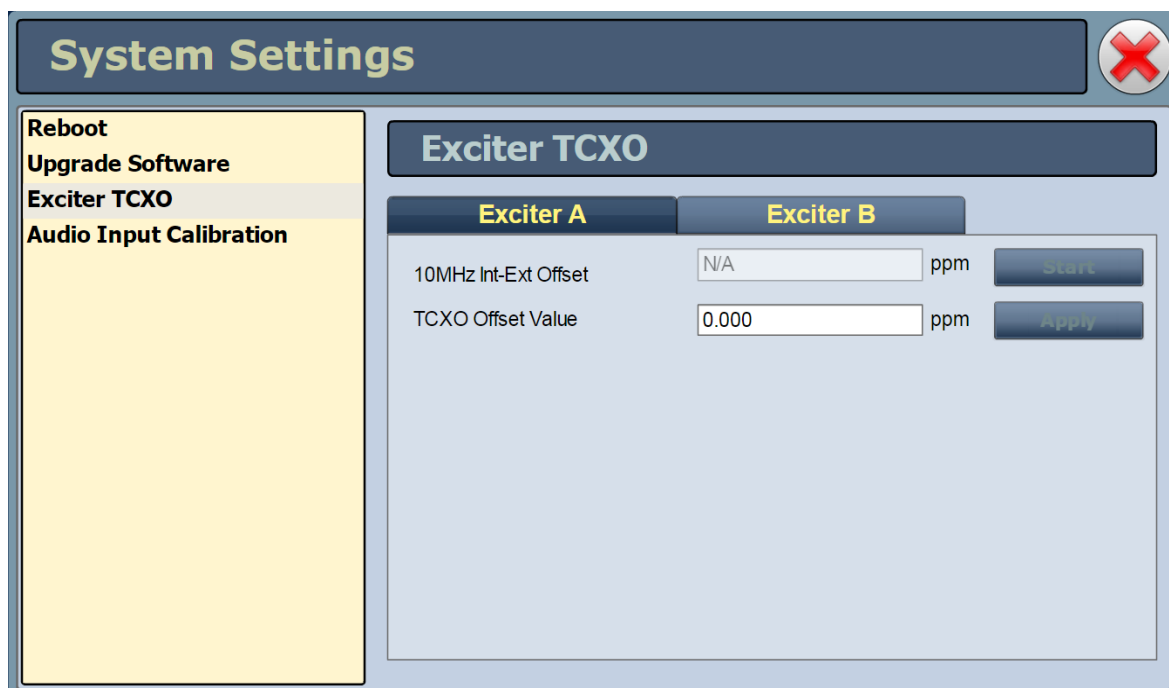 System Settings
Reboot
Upgrade Software
Exciter TCXO
Audio Input Calibration
Exciter TCXO
Exciter A Exciter B
10MHz Int-Ext Offset N/A ppm Start
TCXO Offset Value 0.000 ppm Apply